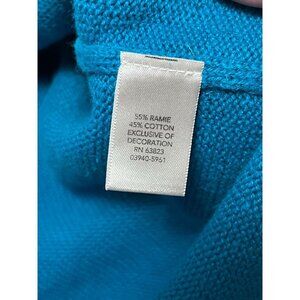 55% RAMIE
45% COTTON
EXCLUSIVE OF
DECORATION
RN 63823
03940-5961